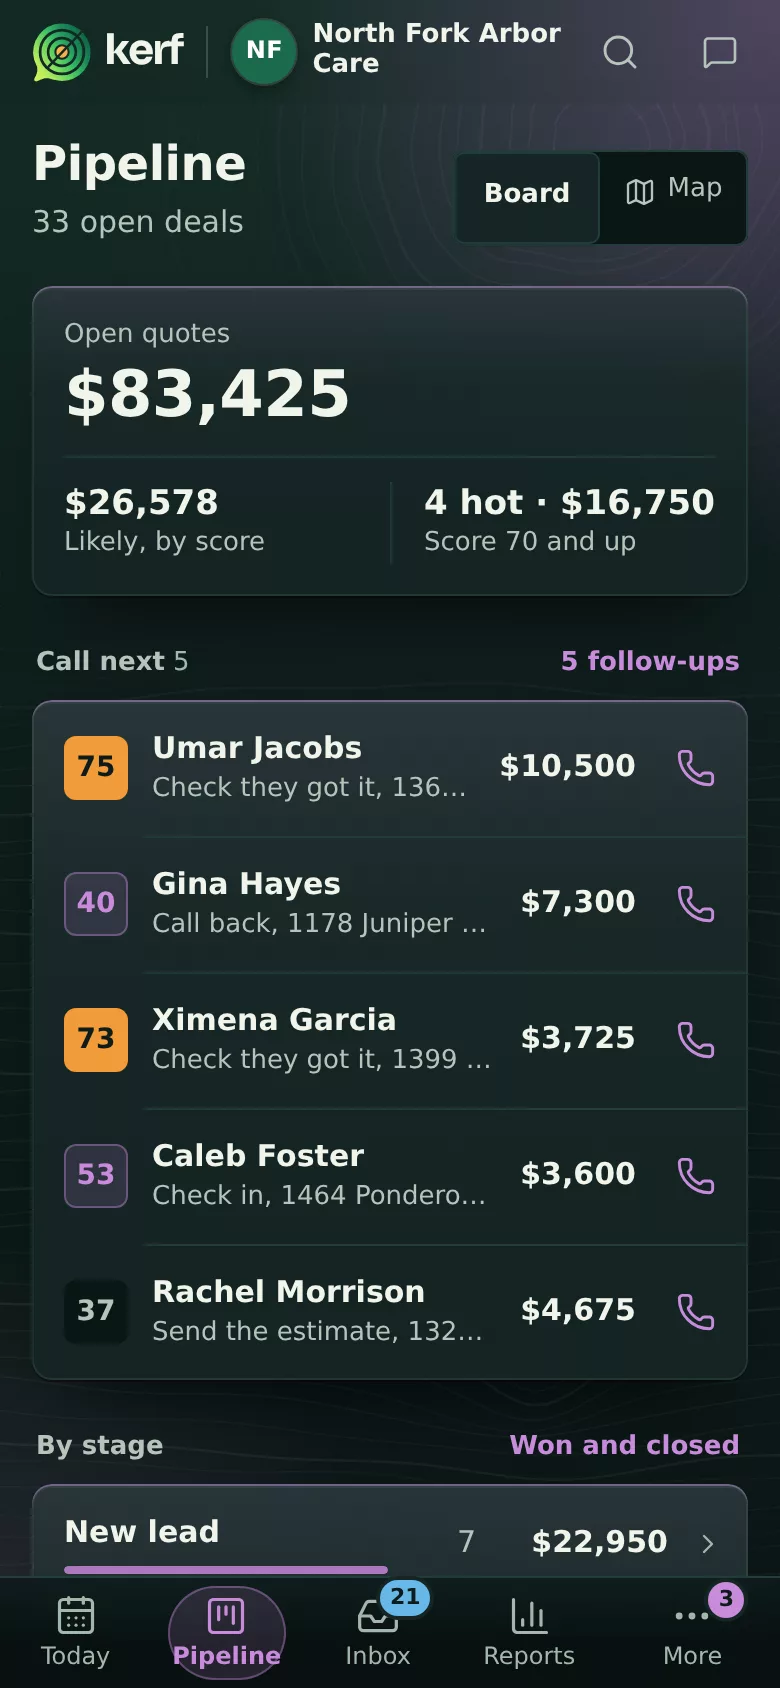 kerf
NF
North Fork Arbor
Care
Pipeline
33 open deals
Board
Map
Open quotes
$83,425
$26,578
Likely, by score
4 hot · $16,750
Score 70 and up
Call next 5
5 follow-ups
75
Umar Jacobs
Check they got it, 136...
$10,500
40
Gina Hayes
Call back, 1178 Juniper ...
$7,300
73
Ximena Garcia
Check they got it, 1399 ...
$3,725
53
Caleb Foster
Check in, 1464 Pondero...
$3,600
37
Rachel Morrison
Send the estimate, 132...
$4,675
By stage
Won and closed
New lead
7
$22,950
Today
Pipeline
21
Inbox
Reports
3
More